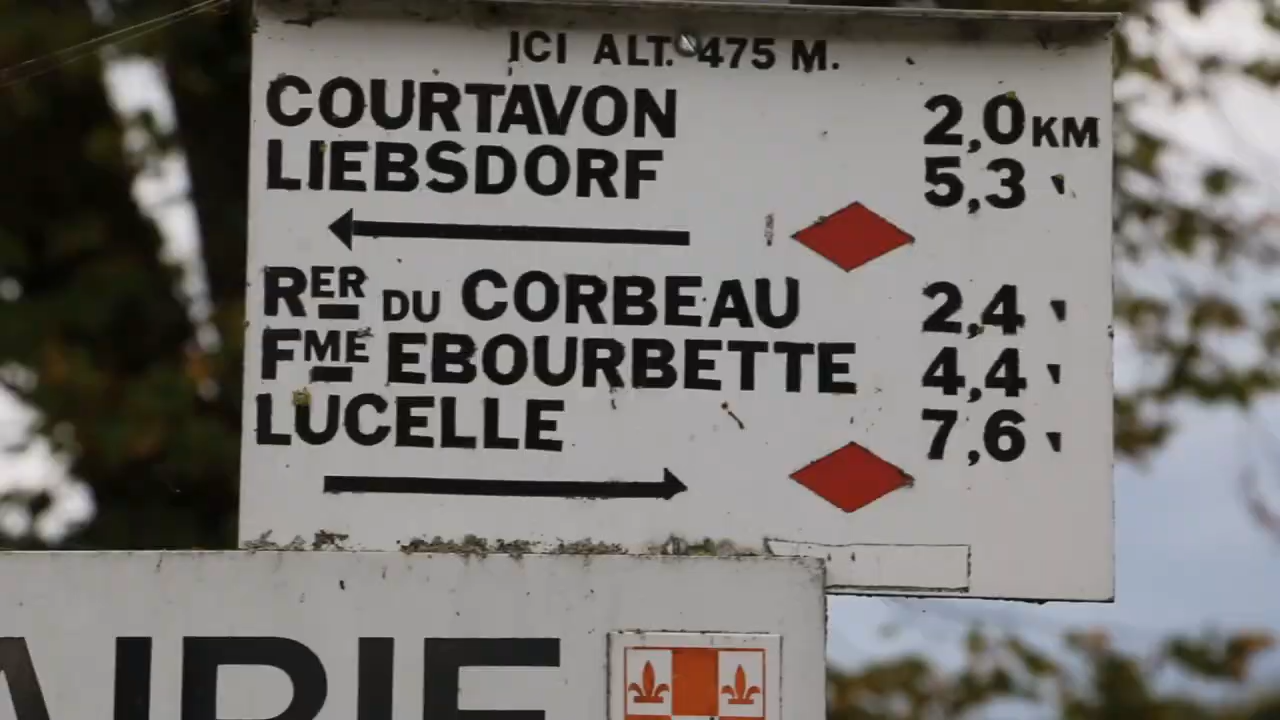 ICI ALT. 475 M.
COURTAVON 2,0 KM
LIEBSDORF 5,3 "
RER DU CORBEAU 2,4 "
FME EBOURBETTE 4,4 "
LUCELLE 7,6 "
AIRIE